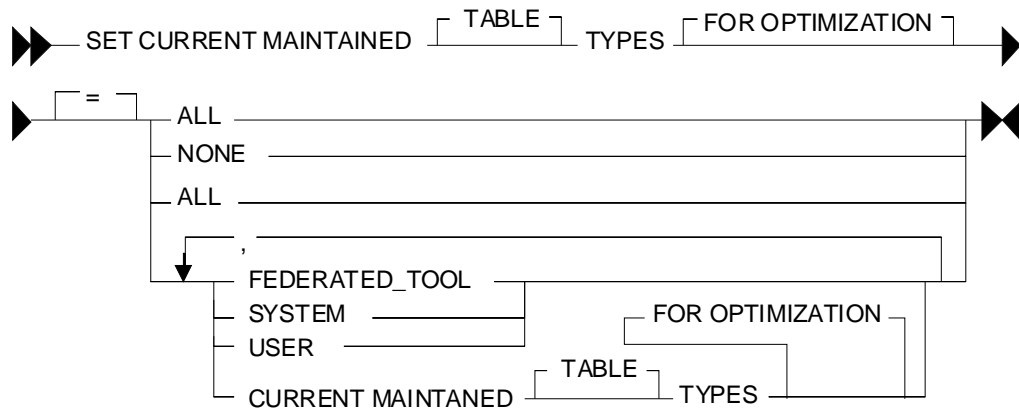 TABLE FOR OPTIMIZATION
SET CURRENT MAINTAINED TYPES
=
ALL
NONE
ALL
,
FEDERATED_TOOL
SYSTEM FOR OPTIMIZATION
USER
TABLE
CURRENT MAINTANED TYPES